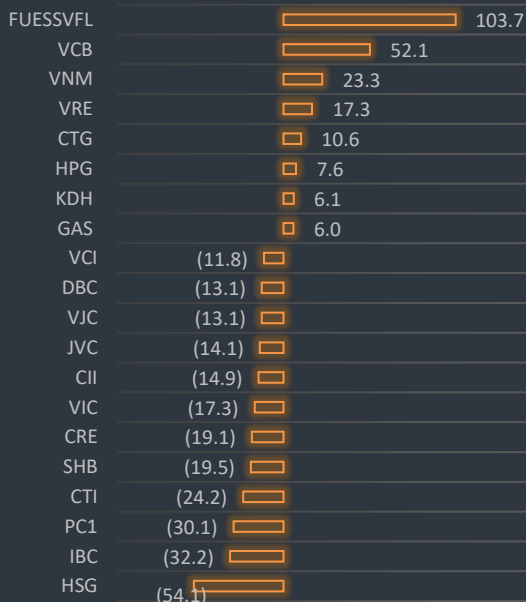 FUESSVFL 103.7
VCB 52.1
VNM 23.3
VRE 17.3
CTG 10.6
HPG 7.6
KDH 6.1
GAS 6.0
VCI (11.8)
DBC (13.1)
VJC (13.1)
JVC (14.1)
CII (14.9)
VIC (17.3)
CRE (19.1)
SHB (19.5)
CTI (24.2)
PC1 (30.1)
IBC (32.2)
HSG (54.1)